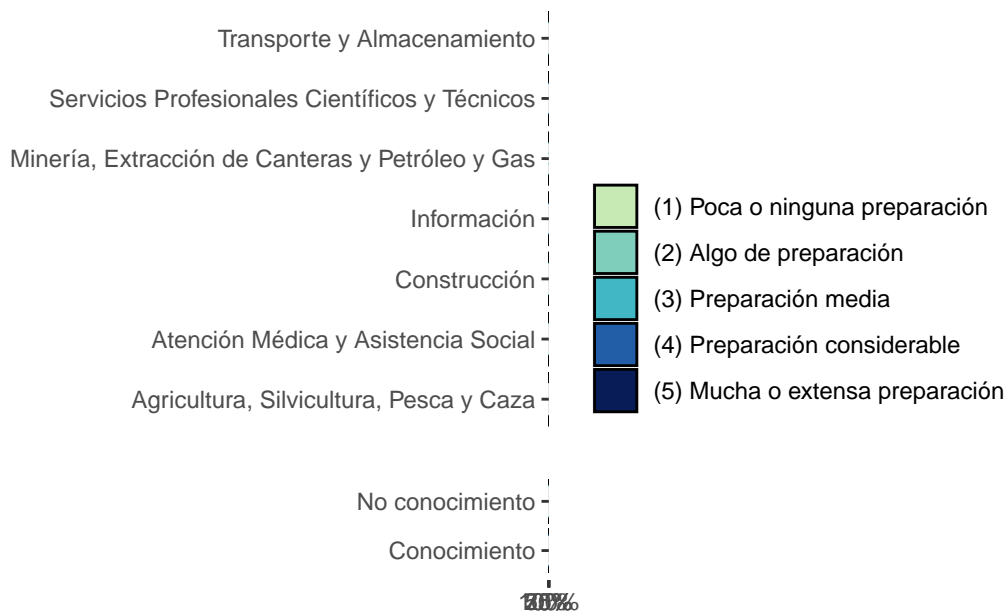 Transporte y Almacenamiento
Servicios Profesionales Científicos y Técnicos
Minería, Extracción de Canteras y Petróleo y Gas
Información
Construcción
Atención Médica y Asistencia Social
Agricultura, Silvicultura, Pesca y Caza
No conocimiento
Conocimiento
(1) Poca o ninguna preparación
(2) Algo de preparación
(3) Preparación media
(4) Preparación considerable
(5) Mucha o extensa preparación